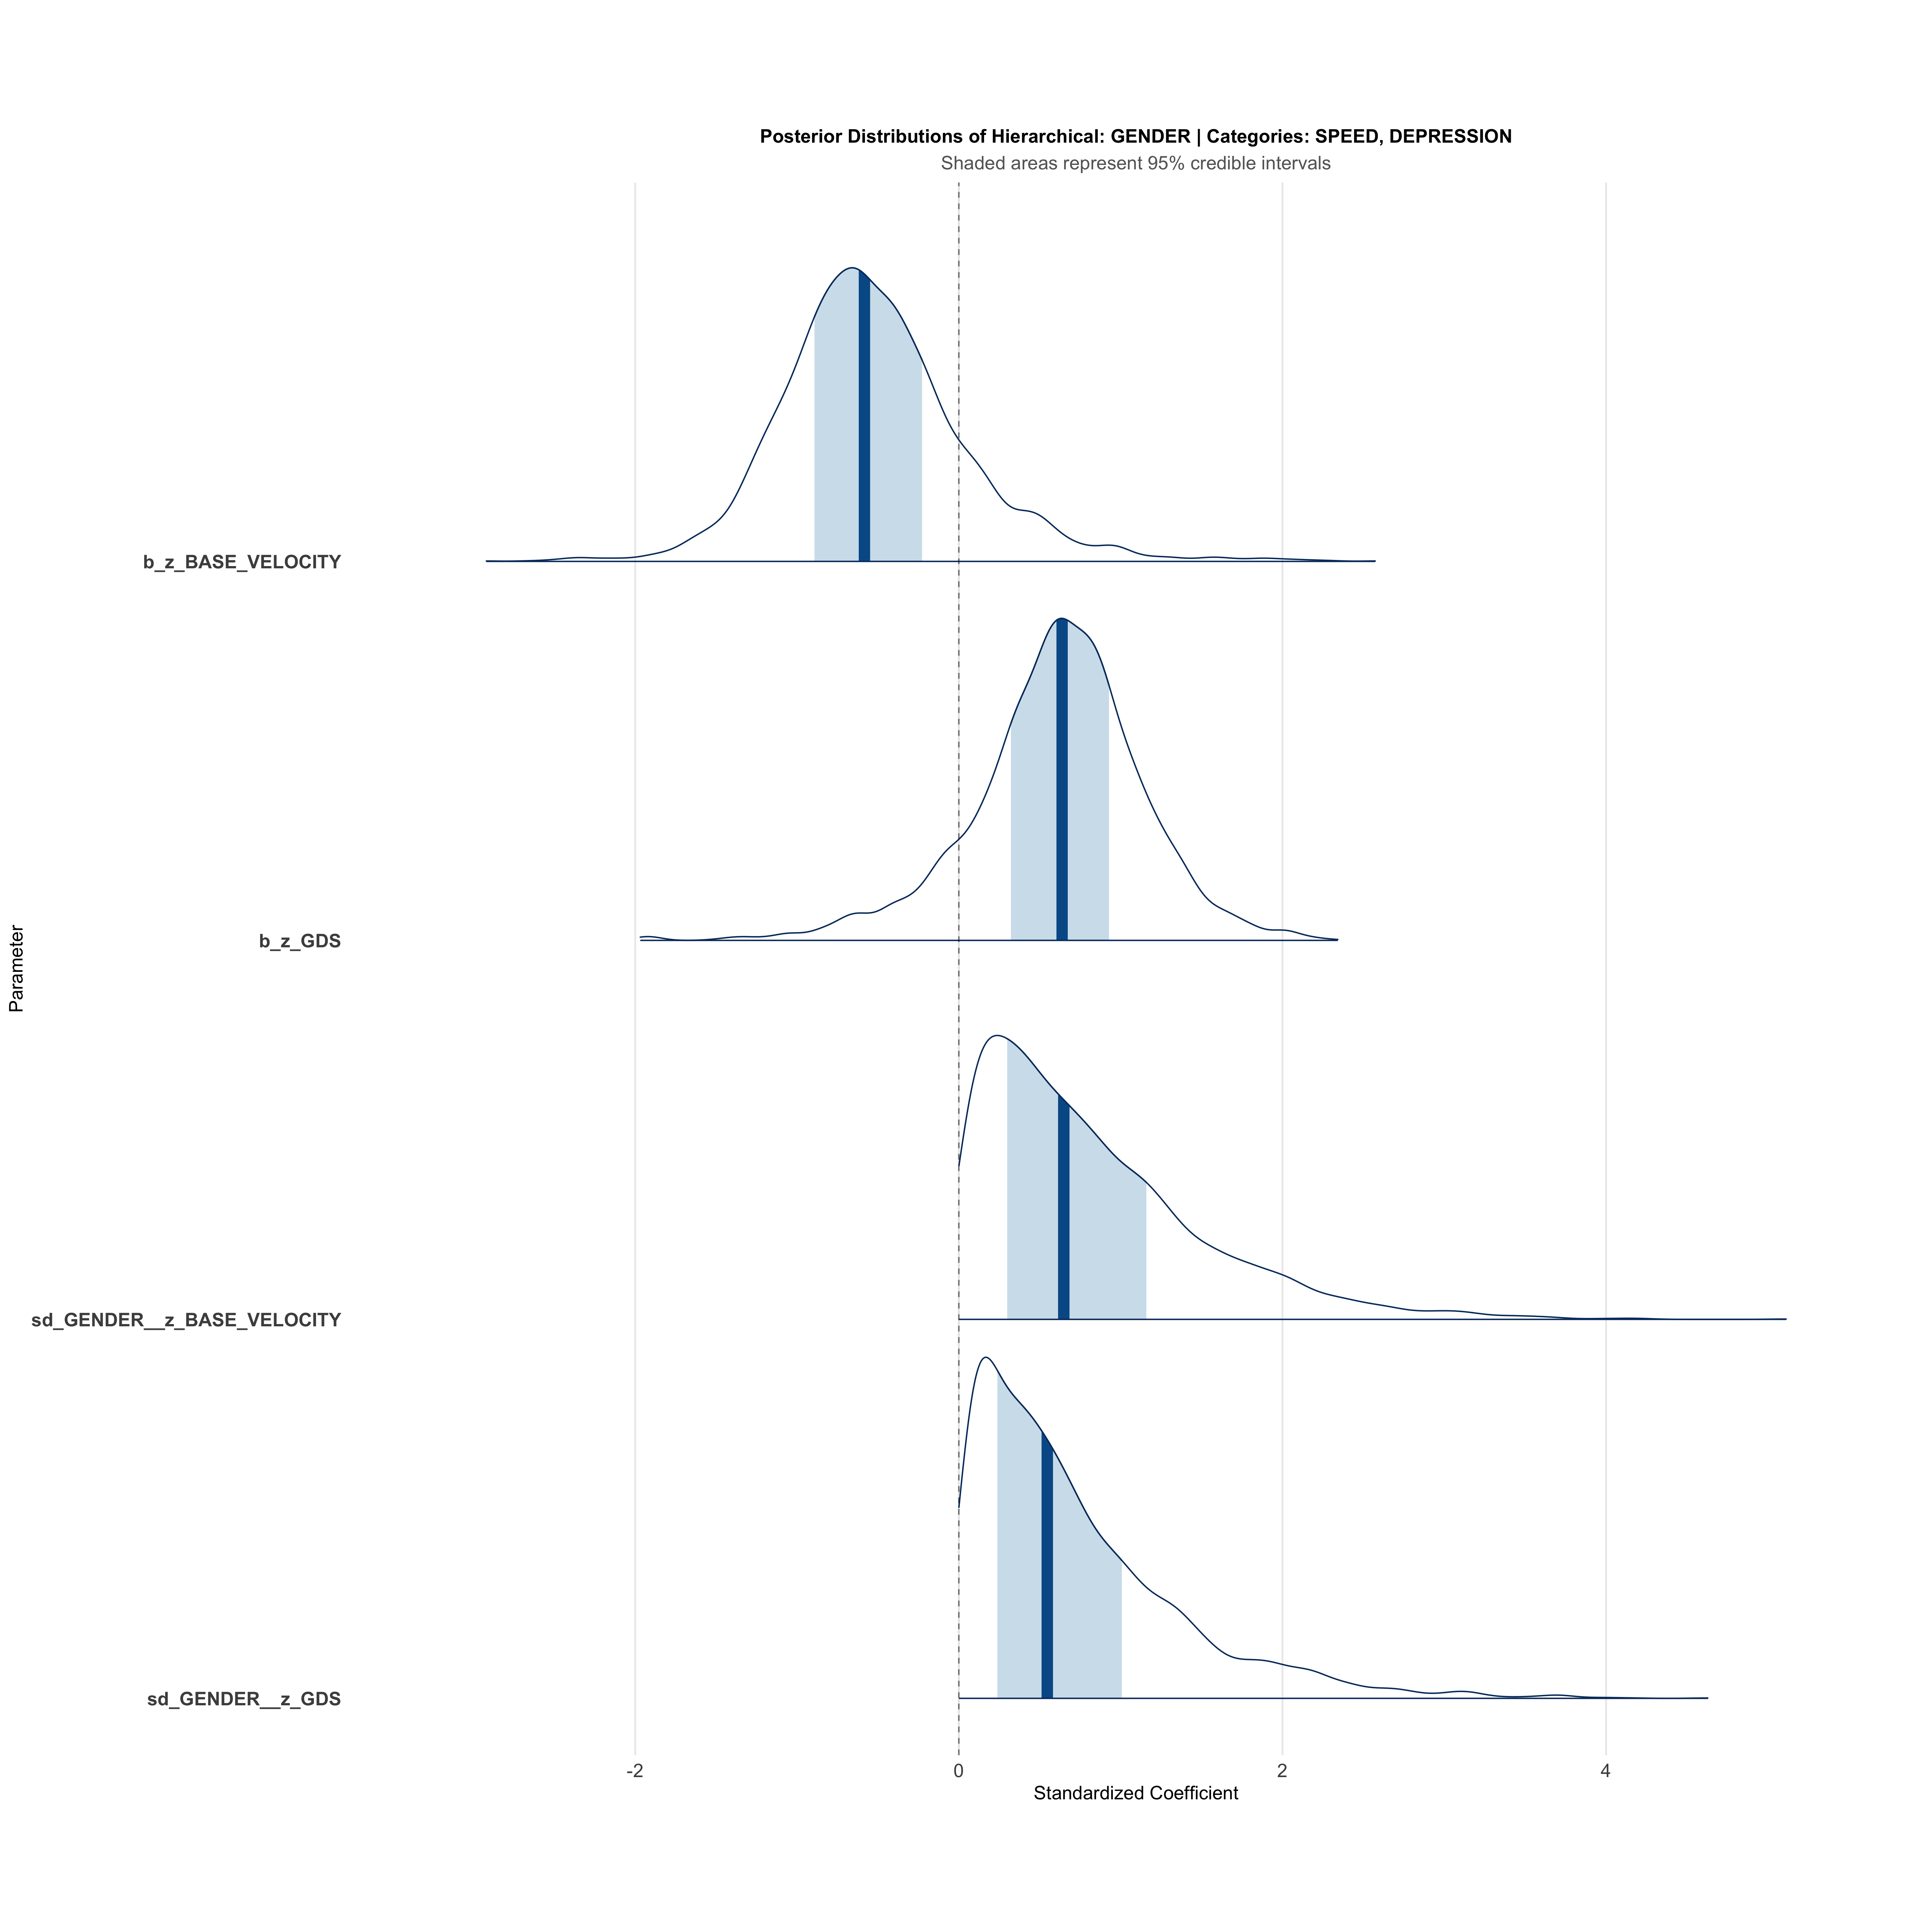 Posterior Distributions of Hierarchical: GENDER | Categories: SPEED, DEPRESSION
Shaded areas represent 95% credible intervals
b_z_BASE_VELOCITY
b_z_GDS
Parameter
sd_GENDER__z_BASE_VELOCITY
sd_GENDER__z_GDS
-2 0 2 4
Standardized Coefficient